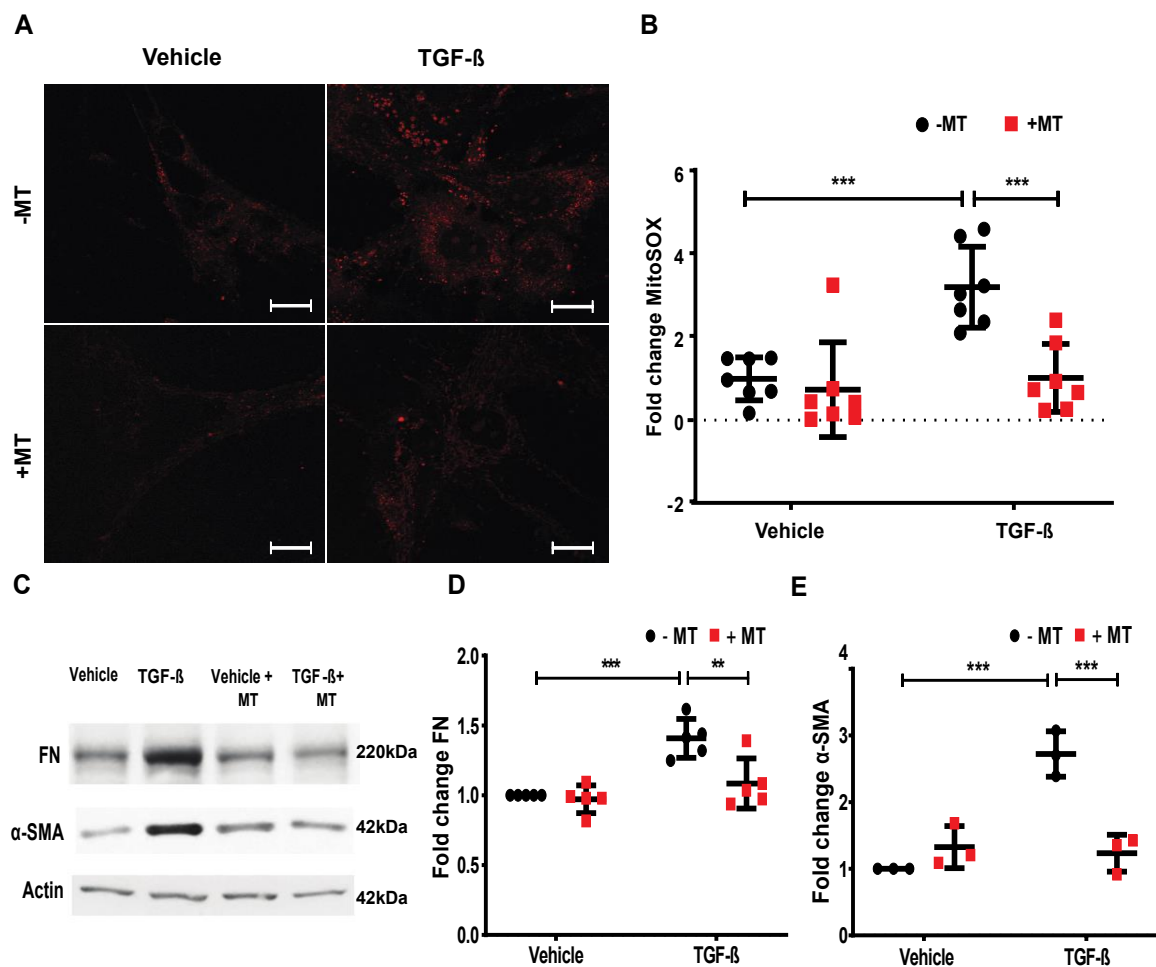 A
Vehicle
TGF-ß
-MT
+MT
B
-MT
+MT
Fold change MitoSOX
6
4
2
0
-2
***
***
Vehicle
TGF-ß
C
Vehicle
TGF-ß
Vehicle +
MT
TGF-ß+
MT
FN
220kDa
α-SMA
42kDa
Actin
42kDa
D
- MT
+ MT
Fold change FN
2.0
1.5
1.0
0.5
0.0
***
**
Vehicle
TGF-ß
E
- MT
+ MT
Fold change α-SMA
4
3
2
1
0
***
***
Vehicle
TGF-ß